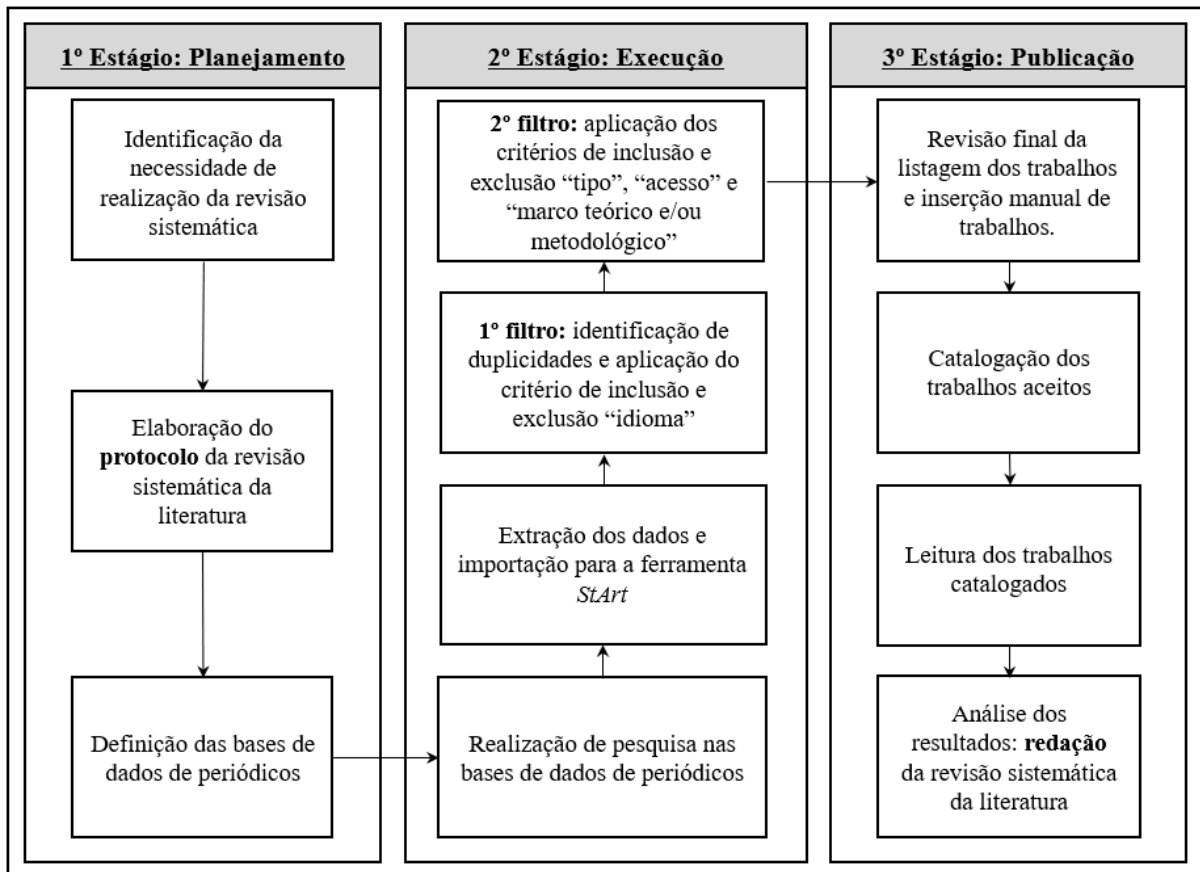 1º Estágio: Planejamento
Identificação da
necessidade de
realização da revisão
sistemática
Elaboração do
protocolo da revisão
sistemática da
literatura
Definição das bases de
dados de periódicos
2º Estágio: Execução
2º filtro: aplicação dos
critérios de inclusão e
exclusão “tipo”, “acesso” e
“marco teórico e/ou
metodológico”
1º filtro: identificação de
duplicidades e aplicação do
critério de inclusão e
exclusão “idioma”
Extração dos dados e
importação para a ferramenta
StArt
Realização de pesquisa nas
bases de dados de periódicos
3º Estágio: Publicação
Revisão final da
listagem dos trabalhos
e inserção manual de
trabalhos.
Catalogação dos
trabalhos aceitos
Leitura dos trabalhos
catalogados
Análise dos
resultados: redação
da revisão sistemática
da literatura